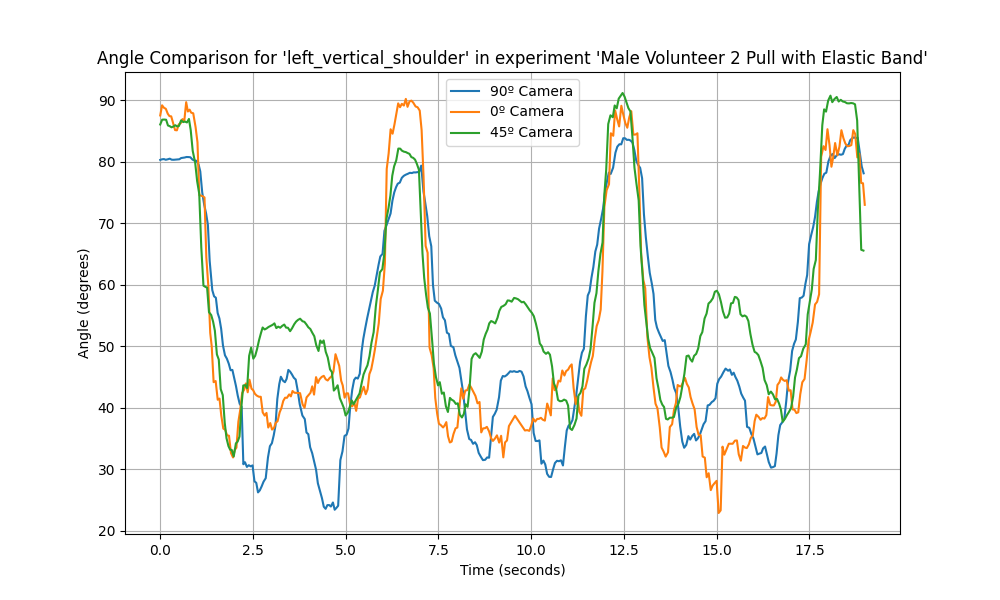 Angle Comparison for 'left_vertical_shoulder' in experiment 'Male Volunteer 2 Pull with Elastic Band'
90º Camera
0º Camera
45º Camera
90
80
70
60
50
40
30
20
Angle (degrees)
0.0 2.5 5.0 7.5 10.0 12.5 15.0 17.5
Time (seconds)